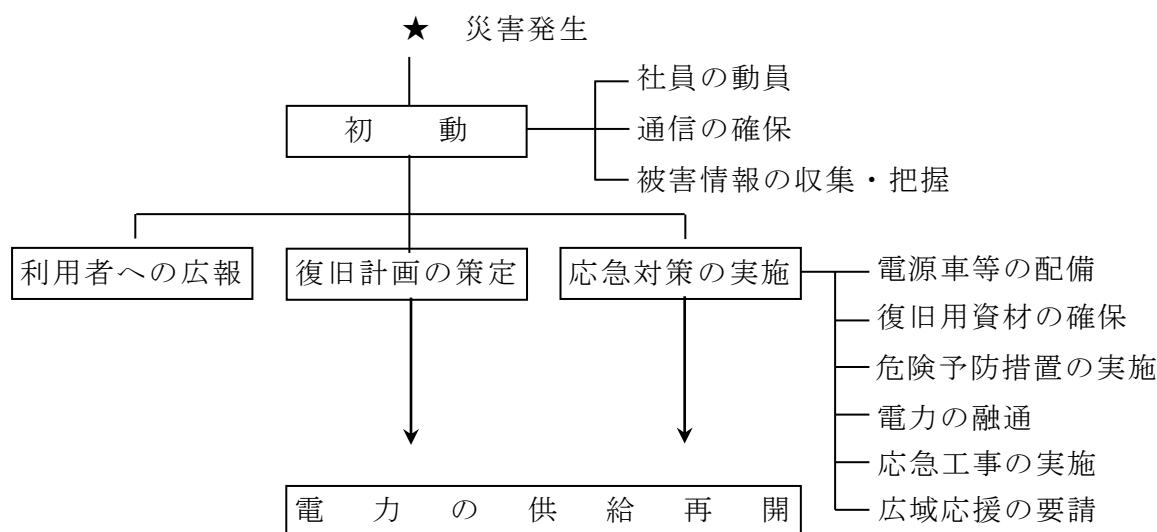 ★ 災害発生
社員の動員
初動
通信の確保
被害情報の収集・把握
利用者への広報
復旧計画の策定
応急対策の実施
電源車等の配備
復旧用資材の確保
危険予防措置の実施
電力の融通
応急工事の実施
広域応援の要請
電力の供給再開